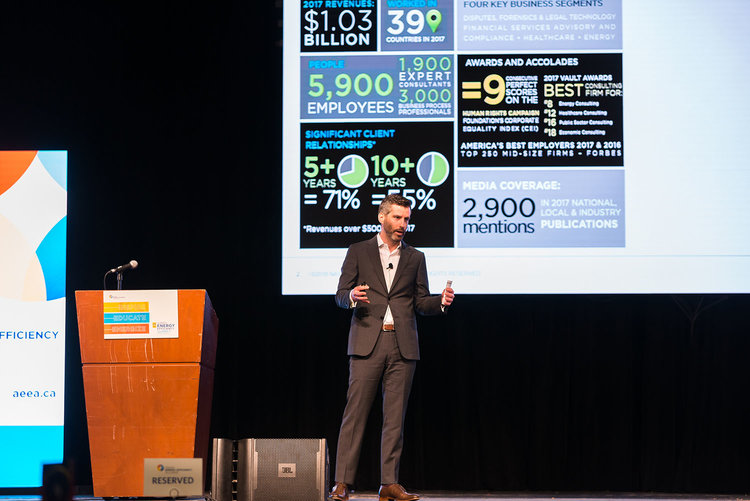 2017 REVENUES:
$1.03
BILLION
WORKED IN
39
COUNTRIES IN 2017
FOUR KEY BUSINESS SEGMENTS
DISPUTES, FORENSICS & LEGAL TECHNOLOGY
FINANCIAL SERVICES ADVISORY AND
COMPLIANCE • HEALTHCARE • ENERGY
PEOPLE
5,900
EMPLOYEES
1,900
EXPERT
CONSULTANTS
3,000
BUSINESS PROCESS
PROFESSIONALS
AWARDS AND ACCOLADES
=9
CONSECUTIVE
PERFECT
SCORES
ON THE
HUMAN RIGHTS CAMPAIGN
FOUNDATION'S CORPORATE
EQUALITY INDEX (CEI)
2017 VAULT AWARDS
BEST CONSULTING
FIRM FOR:
#8 Energy Consulting
#12 Healthcare Consulting
#16 Public Sector Consulting
#18 Economic Consulting
AMERICA'S BEST EMPLOYERS 2017 & 2016
TOP 250 MID-SIZE FIRMS – FORBES
SIGNIFICANT CLIENT
RELATIONSHIPS*
5+
YEARS
= 71%
10+
YEARS
= 55%
*Revenues over $500 2017
MEDIA COVERAGE:
2,900
mentions
IN 2017 NATIONAL,
LOCAL & INDUSTRY
PUBLICATIONS
2
RESERVED
EFFICIENCY
aeea.ca
EDUCATE
ENERGY
RESERVED
JBL